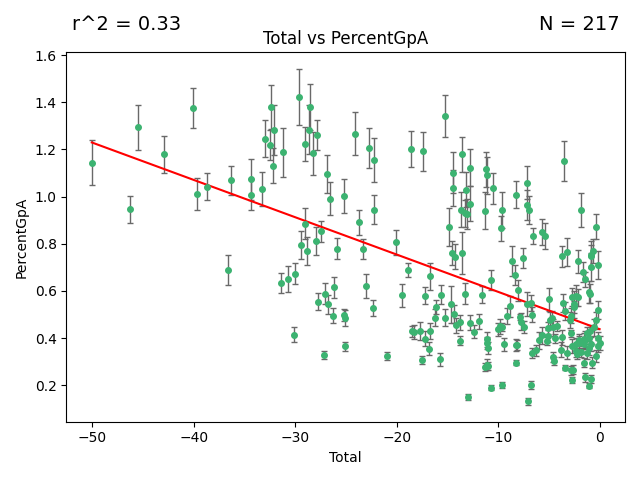 r^2 = 0.33
N = 217
Total vs PercentGpA
1.6
1.4
1.2
1.0
0.8
0.6
0.4
0.2
PercentGpA
−50
−40
−30
−20
−10
0
Total